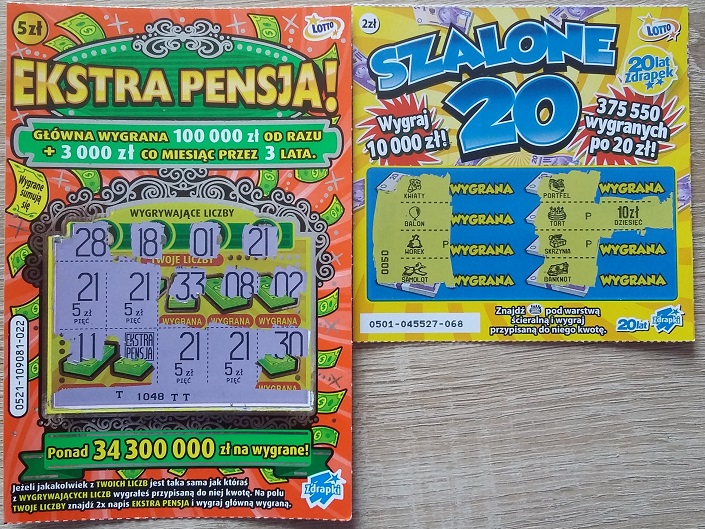 5 zł
LOTTO
EKSTRA PENSJA!
GŁÓWNA WYGRANA 100 000 zł OD RAZU
+ 3 000 zł CO MIESIĄC PRZEZ 3 LATA.
Wygrane
sumują
się
WYGRYWAJĄCE LICZBY
28 18 01 21
TWOJE LICZBY
21 21 33 08 02
5 zł 5 zł
PIĘĆ PIĘĆ
WYGRANA WYGRANA WYGRANA
11 EKSTRA PENSJA 21 21 30
5 zł 5 zł
PIĘĆ PIĘĆ
WYGRANA
T 1048 T T
0521-109081-022
Ponad 34 300 000 zł na wygrane!
Jeżeli jakakolwiek z TWOICH LICZB jest taka sama jak któraś
z WYGRYWAJĄCYCH LICZB wygrałeś przypisaną do niej kwotę. Na polu
TWOJE LICZBY znajdź 2x napis EKSTRA PENSJA i wygraj główną wygraną.
Zdrapki
2zł
LOTTO
SZALONE
20
20 lat
Zdrapek
Wygraj
10 000 zł!
375 550
wygranych
po 20 zł!
KWIATY WYGRANA PORTFEL WYGRANA
BALON WYGRANA TORT P 10zł
DZIESIĘĆ
WOREK P WYGRANA SKRZYNIA WYGRANA
SAMOLOT WYGRANA BANKNOT WYGRANA
0050
0501-045527-068
Znajdź pod warstwą
ścieralną i wygraj
przypisaną do niego kwotę.
20 lat
Zdrapki